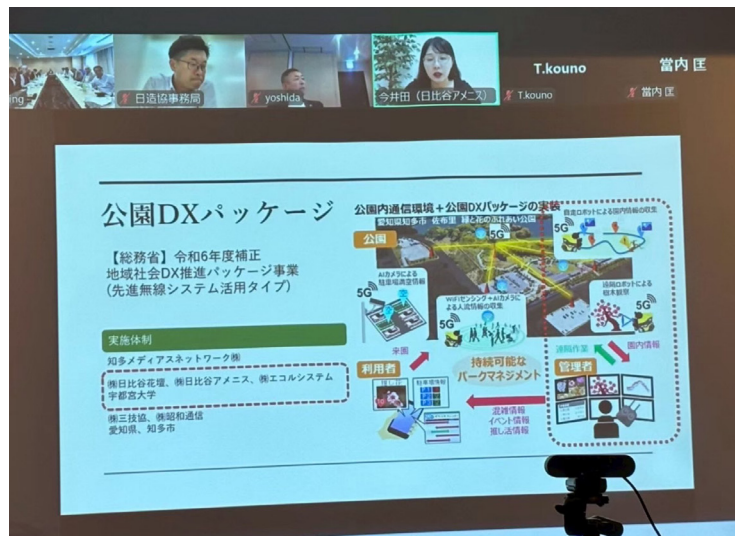 ng
日造協事務局
yoshida
今井田(日比谷アメニス)
T.kouno
T.kouno
當内 匡
當内 匡
公園DXパッケージ
【総務省】令和6年度補正
地域社会DX推進パッケージ事業
(先進無線システム活用タイプ)
実施体制
知多メディアスネットワーク㈱
㈱日比谷花壇、㈱日比谷アメニス、㈱エコルシステム
宇都宮大学
㈱三技協、㈱昭和通信
愛知県、知多市
公園内通信環境+公園DXパッケージの実装
愛知県知多市 佐布里 緑と花のふれあい公園
公園
5G
自走ロボットによる園内情報の収集
5G
AIカメラによる
駐車場満空情報
5G
WiFiセンシング+AIカメラに
よる人流情報の収集
5G
遠隔ロボットによる
樹木観察
5G
来園
利用者
持続可能な
パークマネジメント
遠隔作業
園内情報
管理者
混雑情報
イベント情報
推し活情報